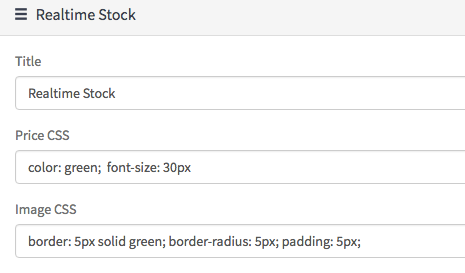 Realtime Stock
Title
Realtime Stock
Price CSS
color: green;  font-size: 30px
Image CSS
border: 5px solid green; border-radius: 5px; padding: 5px;